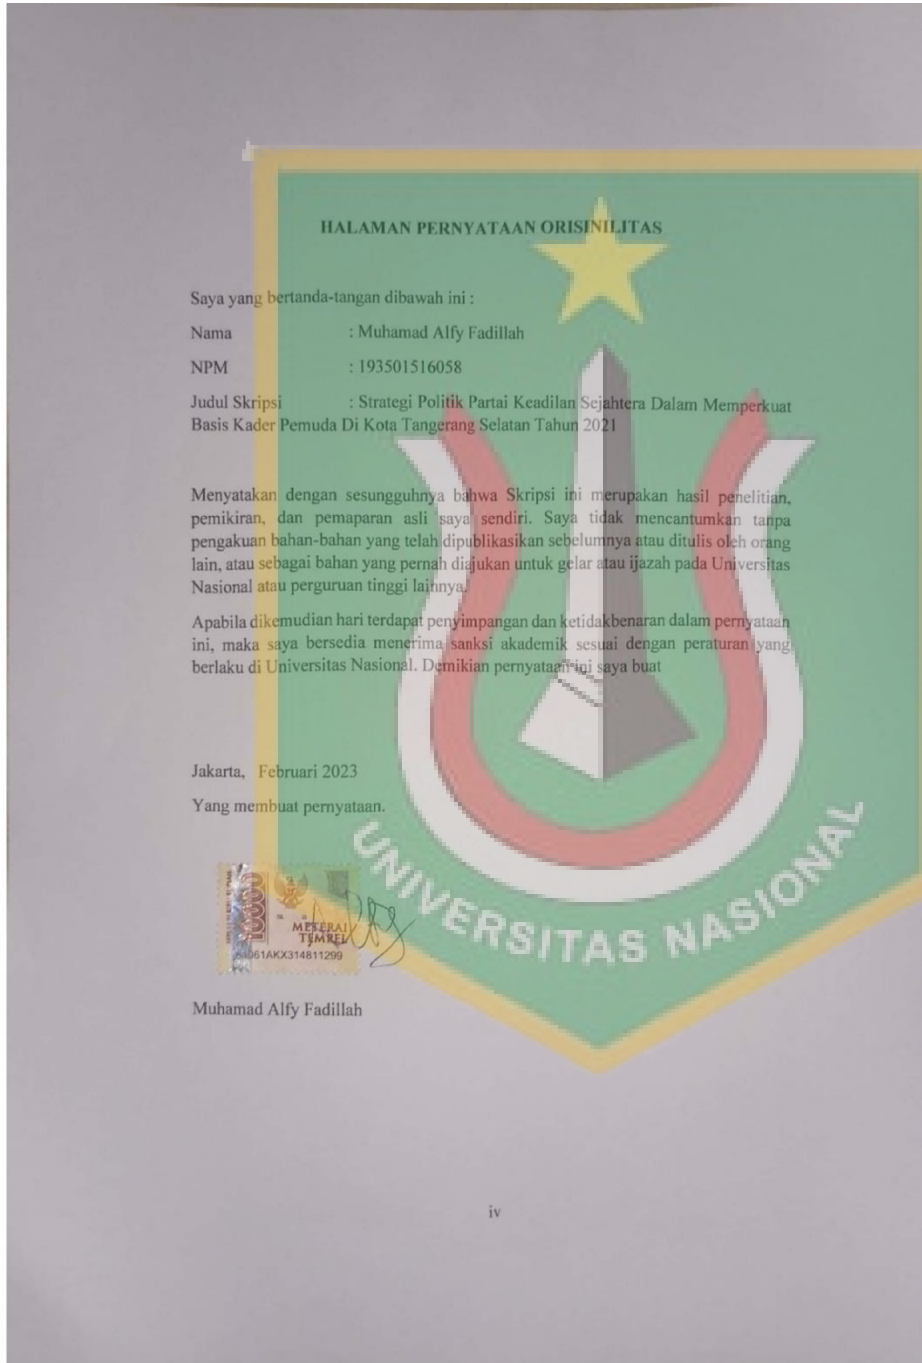 HALAMAN PERNYATAAN ORISINILITAS
Saya yang bertanda-tangan dibawah ini :
Nama : Muhamad Alfy Fadillah
NPM : 193501516058
Judul Skripsi : Strategi Politik Partai Keadilan Sejahtera Dalam Memperkuat
Basis Kader Pemuda Di Kota Tangerang Selatan Tahun 2021
Menyatakan dengan sesungguhnya bahwa Skripsi ini merupakan hasil penelitian,
pemikiran, dan pemaparan asli saya sendiri. Saya tidak mencantumkan tanpa
pengakuan bahan-bahan yang telah dipublikasikan sebelumnya atau ditulis oleh orang
lain, atau sebagai bahan yang pernah diajukan untuk gelar atau ijazah pada Universitas
Nasional atau perguruan tinggi lainnya.
Apabila dikemudian hari terdapat penyimpangan dan ketidakbenaran dalam pernyataan
ini, maka saya bersedia menerima sanksi akademik sesuai dengan peraturan yang
berlaku di Universitas Nasional. Demikian pernyataan ini saya buat
Jakarta, Februari 2023
Yang membuat pernyataan.
UNIVERSITAS NASIONAL
10000
METERAI
TEMPEL
061AKX314811299
Muhamad Alfy Fadillah
iv